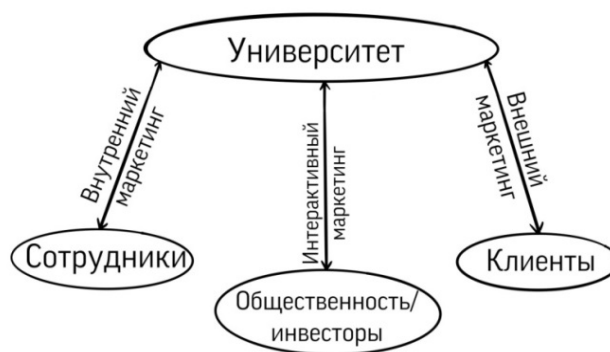 Университет
Внутренний
маркетинг
Интерактивный
маркетинг
Внешний
маркетинг
Сотрудники
Общественность/
инвесторы
Клиенты